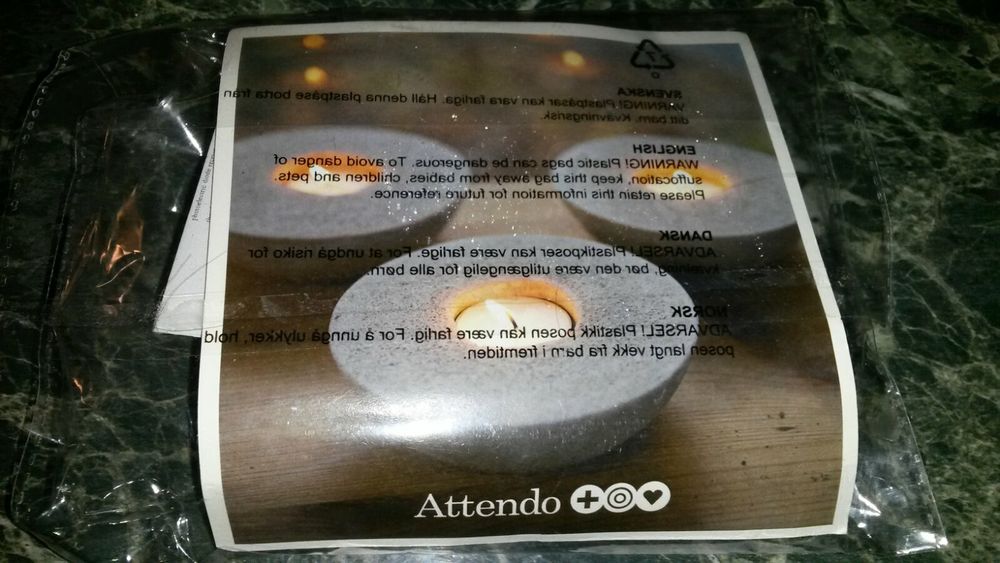 7
O
SVENSKA
VARNING! Plastpåsar kan vara farliga. Håll denna plastpåse borta från
ditt barn. Kvävningsrisk.
ENGLISH
WARNING! Plastic bags can be dangerous. To avoid danger of
suffocation, keep this bag away from babies, children and pets.
Please retain this information for future reference.
DANSK
ADVARSEL! Plastikposer kan være farlige. For at undgå risiko for
kvælning, bør den være utilgængelig for alle børn.
NORSK
ADVARSEL! Plastikk posen kan være farlig. For å unngå ulykker, hold
posen langt vekk fra barn i fremtiden.
Attendo